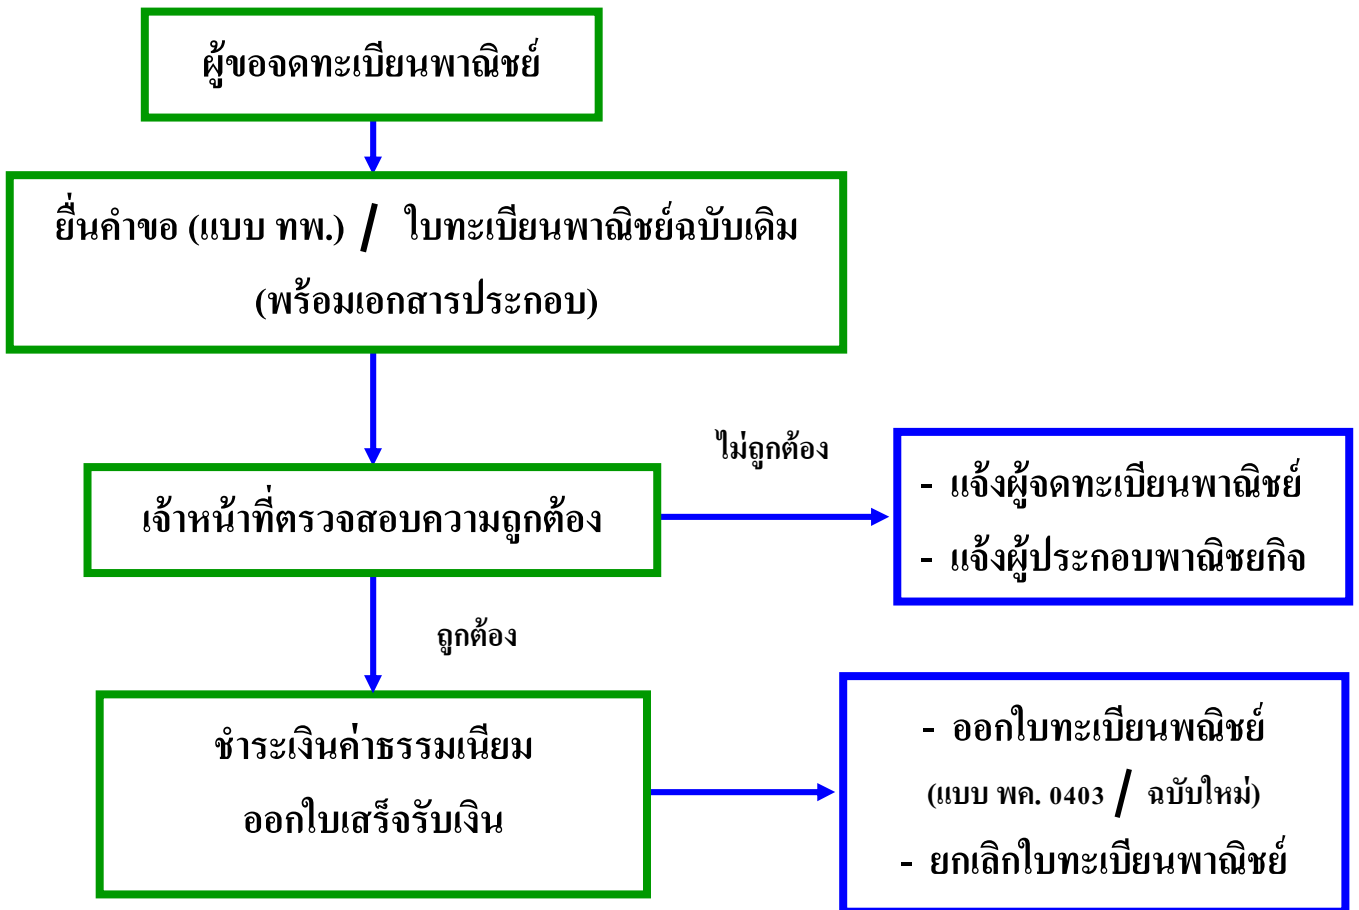 ผู้ขอจดทะเบียนพาณิชย์
ยื่นคำขอ (แบบ ทพ.) / ใบทะเบียนพาณิชย์ฉบับเดิม
(พร้อมเอกสารประกอบ)
ไม่ถูกต้อง
เจ้าหน้าที่ตรวจสอบความถูกต้อง
- แจ้งผู้จดทะเบียนพาณิชย์
- แจ้งผู้ประกอบพาณิชยกิจ
ถูกต้อง
ชำระเงินค่าธรรมเนียม
ออกใบเสร็จรับเงิน
- ออกใบทะเบียนพณิชย์
(แบบ พค. 0403 / ฉบับใหม่)
- ยกเลิกใบทะเบียนพาณิชย์